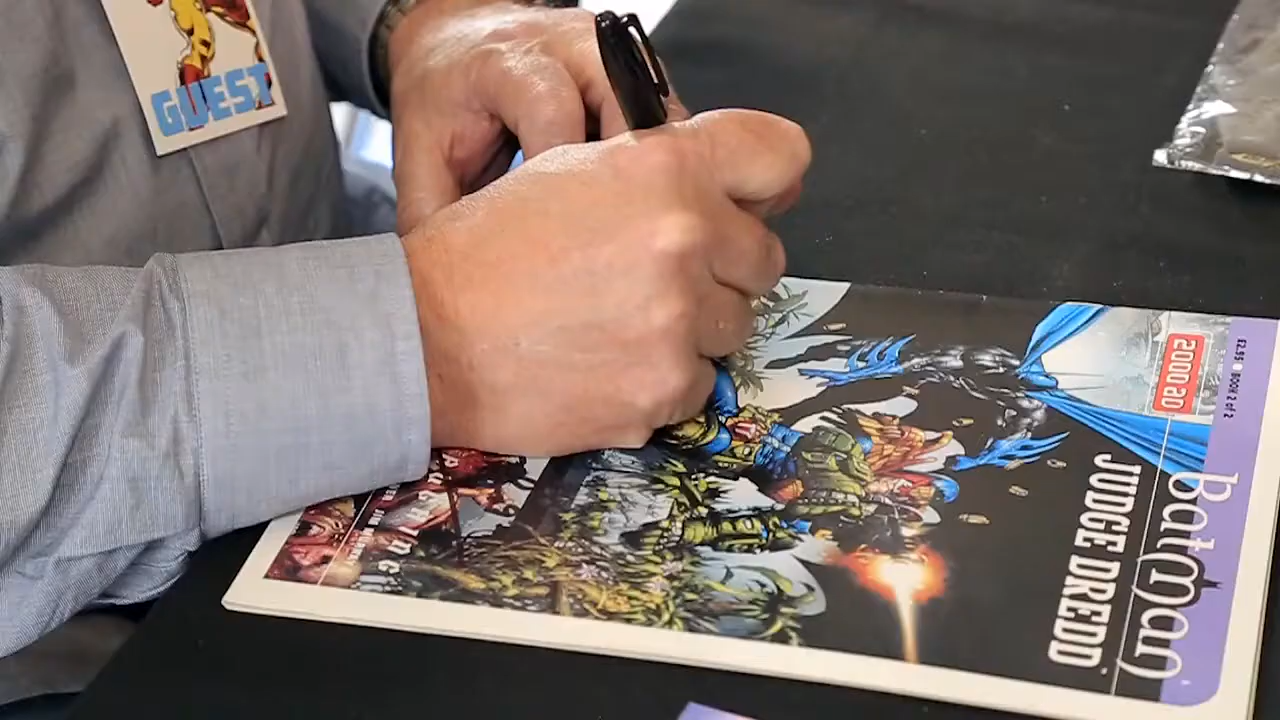 GUEST
£2.95 BOOK 2 of 2
2000 AD
Batman
JUDGE DREDD